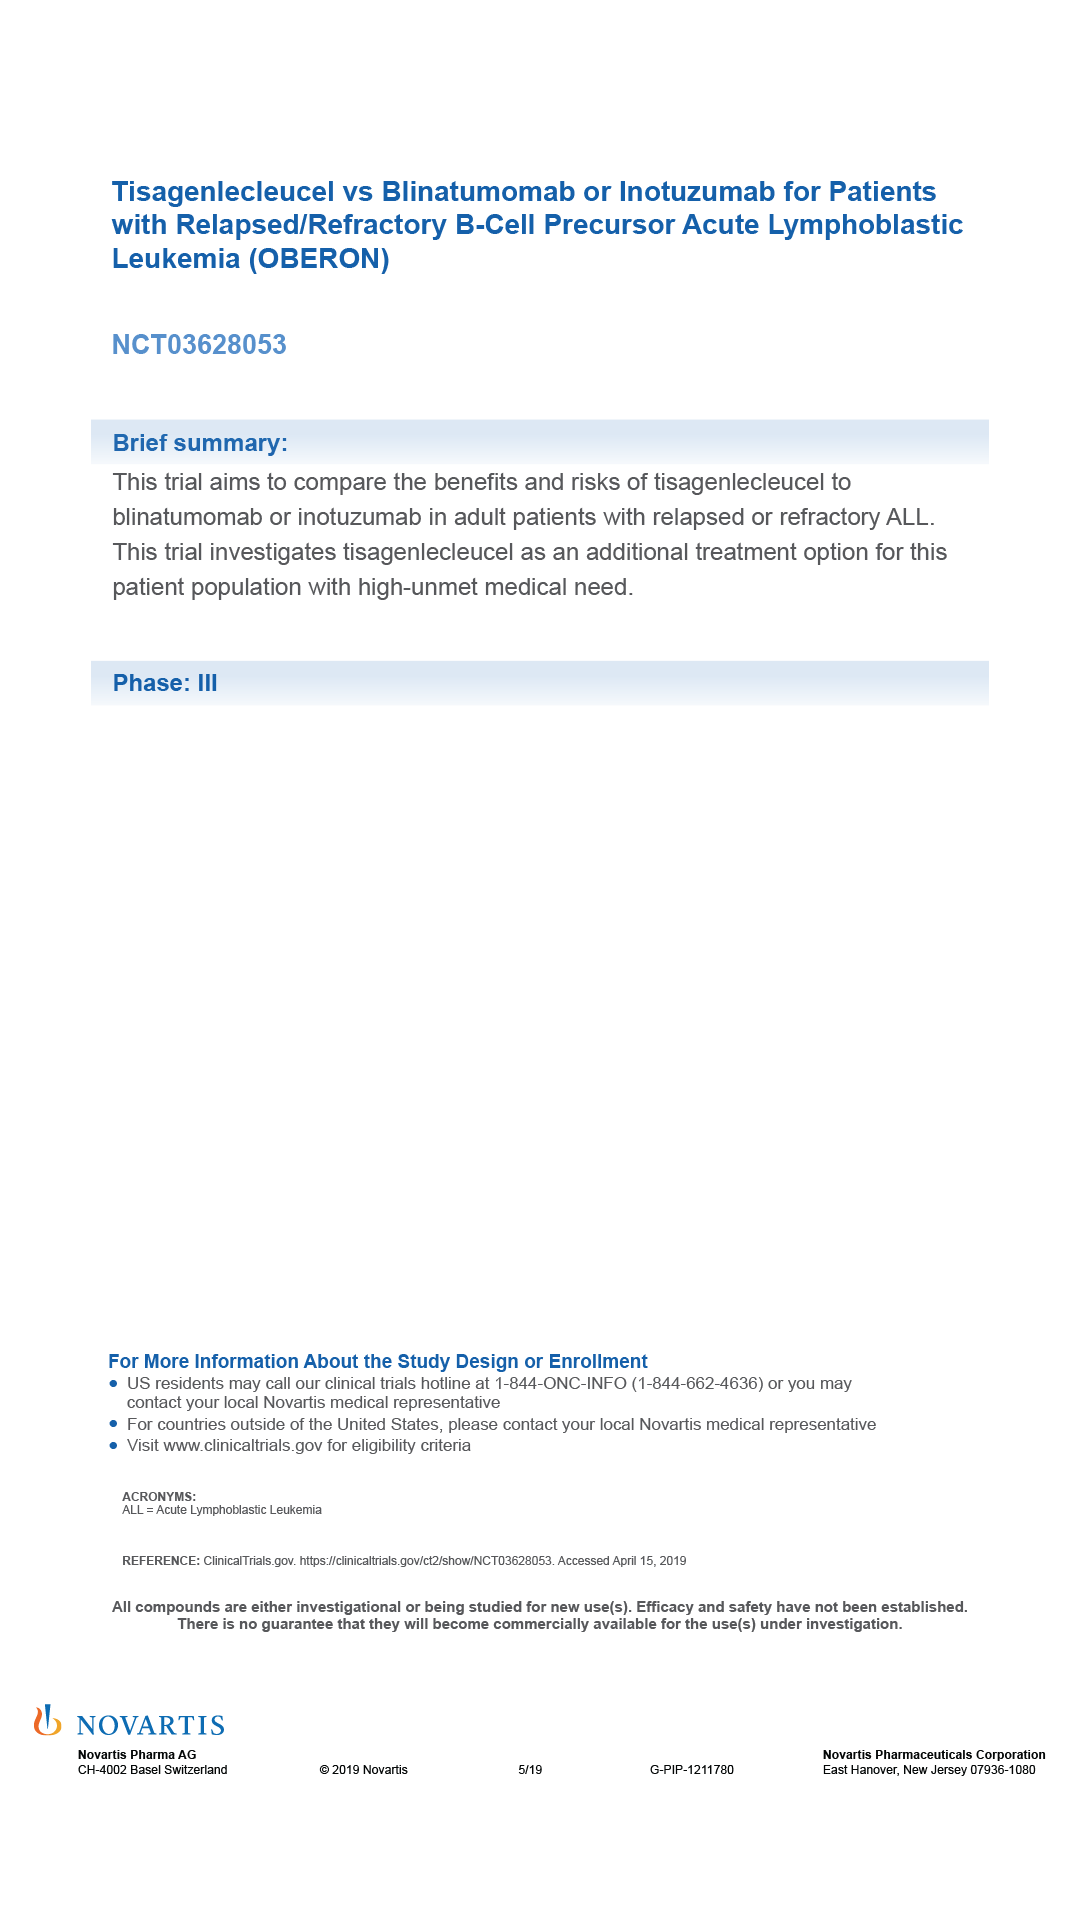 Tisagenlecleucel vs Blinatumomab or Inotuzumab for Patients
with Relapsed/Refractory B-Cell Precursor Acute Lymphoblastic
Leukemia (OBERON)
NCT03628053
Brief summary:
This trial aims to compare the benefits and risks of tisagenlecleucel to
blinatumomab or inotuzumab in adult patients with relapsed or refractory ALL.
This trial investigates tisagenlecleucel as an additional treatment option for this
patient population with high-unmet medical need.
Phase: III
For More Information About the Study Design or Enrollment
• US residents may call our clinical trials hotline at 1-844-ONC-INFO (1-844-662-4636) or you may
contact your local Novartis medical representative
• For countries outside of the United States, please contact your local Novartis medical representative
• Visit www.clinicaltrials.gov for eligibility criteria
ACRONYMS:
ALL = Acute Lymphoblastic Leukemia
REFERENCE: ClinicalTrials.gov. https://clinicaltrials.gov/ct2/show/NCT03628053. Accessed April 15, 2019
All compounds are either investigational or being studied for new use(s). Efficacy and safety have not been established.
There is no guarantee that they will become commercially available for the use(s) under investigation.
NOVARTIS
Novartis Pharma AG Novartis Pharmaceuticals Corporation
CH-4002 Basel Switzerland © 2019 Novartis 5/19 G-PIP-1211780 East Hanover, New Jersey 07936-1080